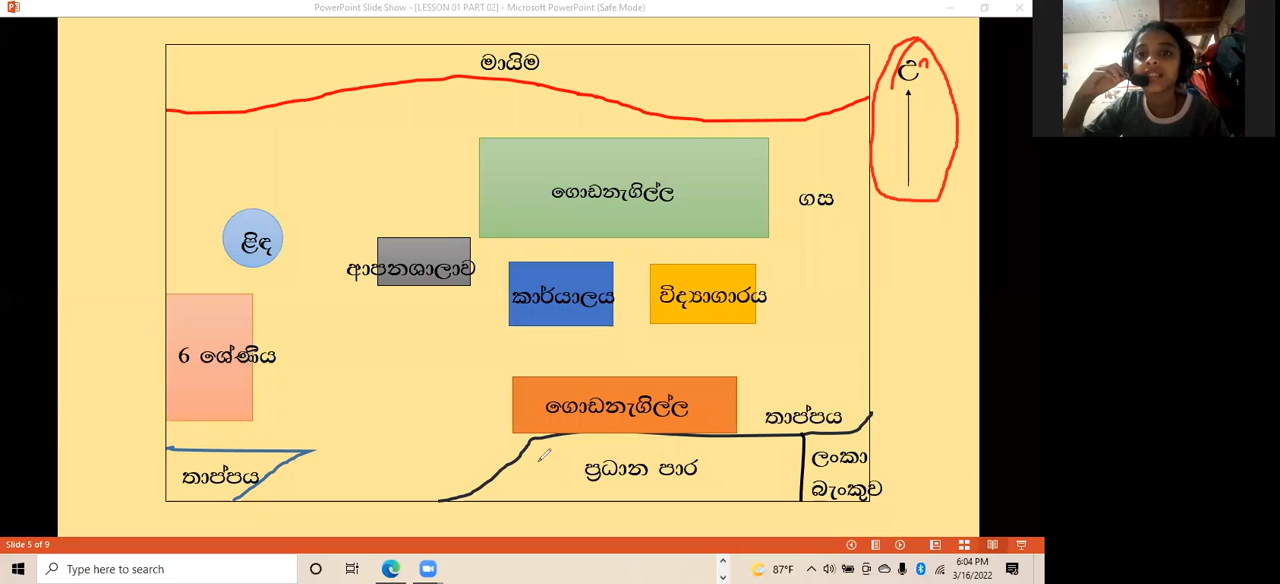 PowerPoint Slide Show - [LESSON 01 PART 02] - Microsoft PowerPoint (Safe Mode)
මායිම
උ
ගොඩනැගිල්ල
ගස
ළිඳ
ආපනශාලාව
කාර්යාලය
විද්‍යාගාරය
6 ශේණිය
ගොඩනැගිල්ල
තාප්පය
තාප්පය
ප්‍රධාන පාර
ලංකා
බැංකුව
Slide 5 of 9
Type here to search
87°F
6:04 PM
3/16/2022